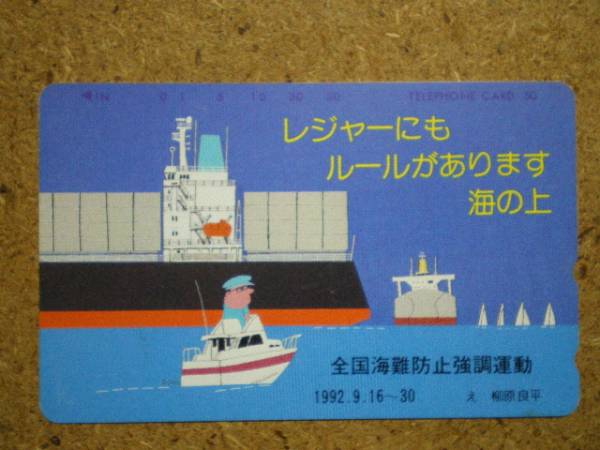 ◀IN 0 1 5 15 30 50 TELEPHONE CARD 50
レジャーにも
ルールがあります
海の上
全国海難防止強調運動
1992.9.16～30 え 柳原良平